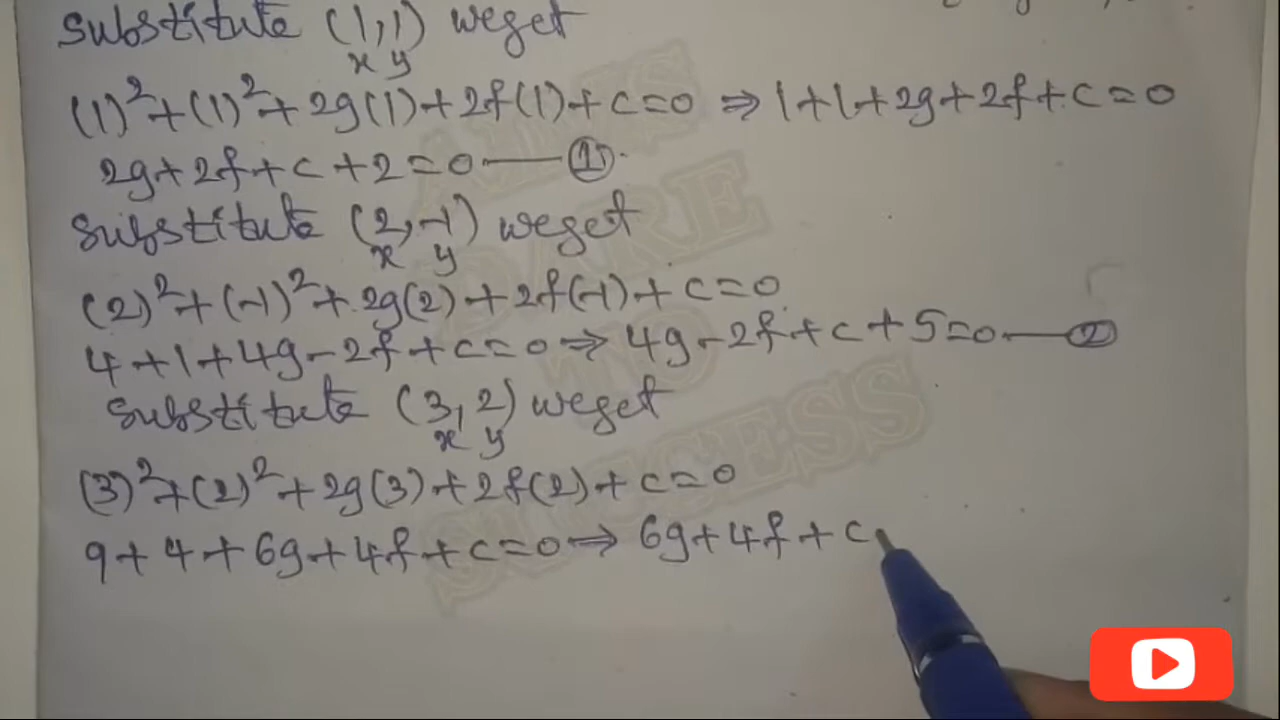 Substitute (1,1) weget
x y
(1)²+(1)²+2g(1)+2f(1)+c=0 ⇒ 1+1+2g+2f+c=0
2g+2f+c+2=0 — ①
Substitute (2,-1) weget
x y
(2)²+(-1)²+2g(2)+2f(-1)+c=0
4+1+4g-2f+c=0 ⇒ 4g-2f+c+5=0 — ②
Substitute (3,2) weget
x y
(3)²+(2)²+2g(3)+2f(2)+c=0
9+4+6g+4f+c=0 ⇒ 6g+4f+c
DARE
TO
SUCCESS